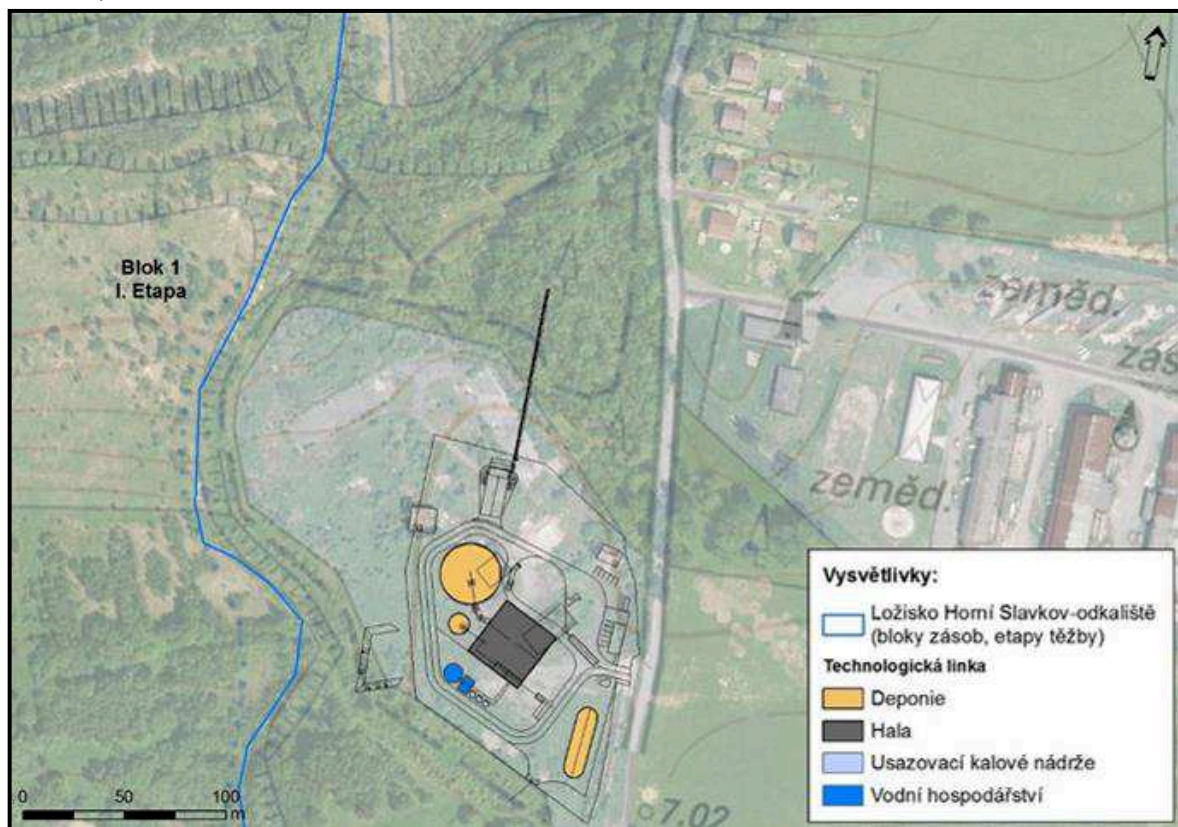 Blok 1
I. Etapa
zeměd.
zás
zeměd.
7.02
0
50
100
m
Vysvětlivky:
Ložisko Horní Slavkov-odkaliště
(bloky zásob, etapy těžby)
Technologická linka
Deponie
Hala
Usazovací kalové nádrže
Vodní hospodářství